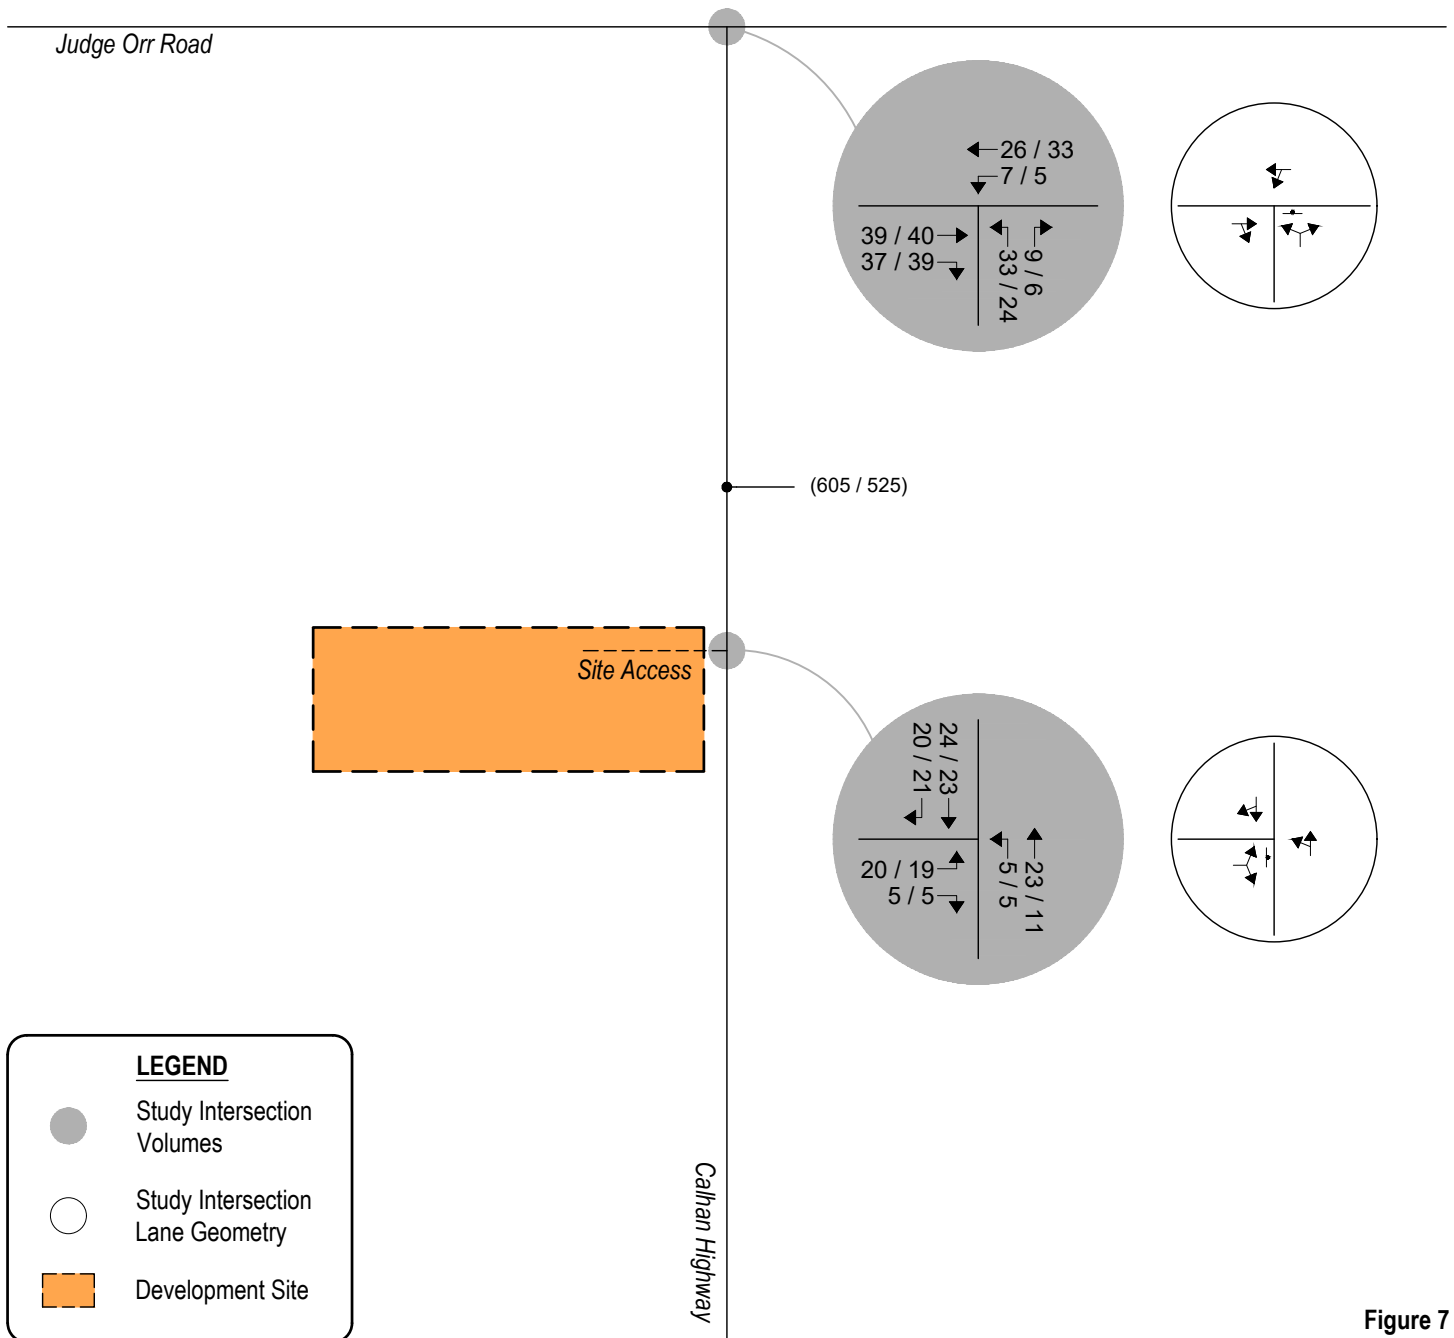 Judge Orr Road
26 / 33
7 / 5
39 / 40
37 / 39
9 / 6
33 / 24
(605 / 525)
Site Access
24 / 23
20 / 21
20 / 19
5 / 5
23 / 11
5 / 5
LEGEND
Study Intersection
Volumes
Study Intersection
Lane Geometry
Development Site
Calhan Highway
Figure 7